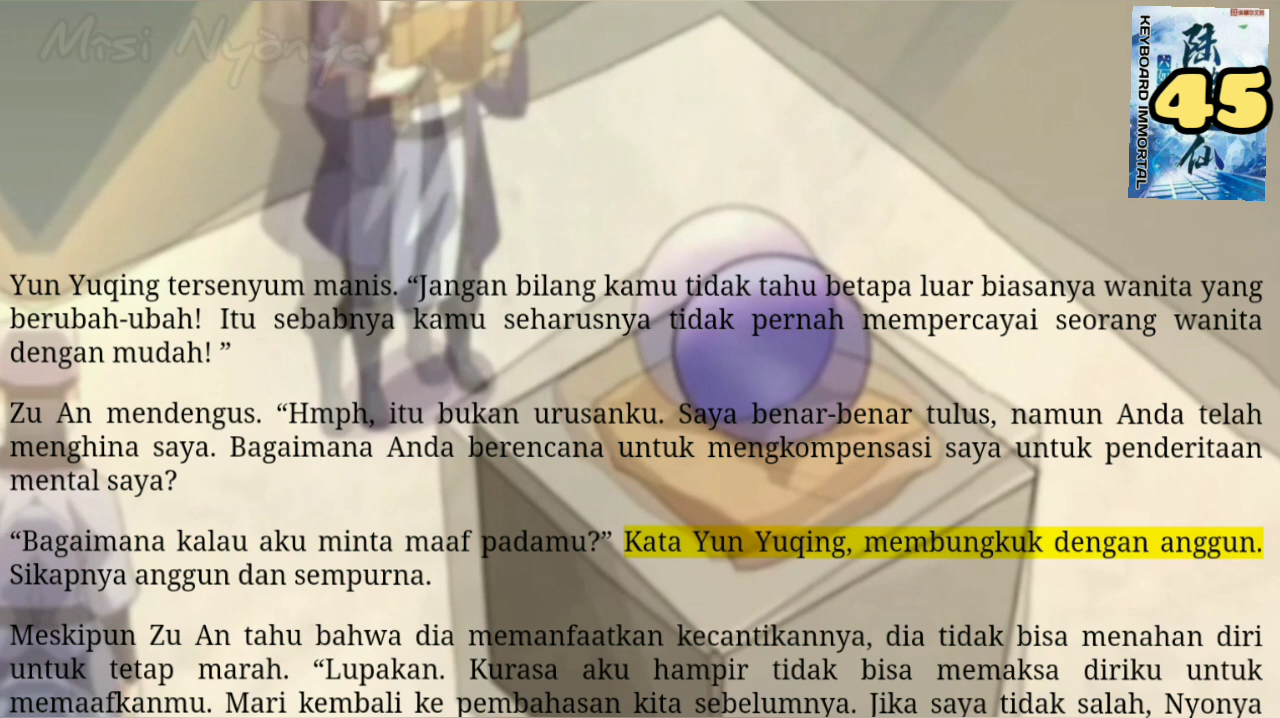 Misi Nyonya
KEYBOARD IMMORTAL
45
Yun Yuqing tersenyum manis. “Jangan bilang kamu tidak tahu betapa luar biasanya wanita yang
berubah-ubah! Itu sebabnya kamu seharusnya tidak pernah mempercayai seorang wanita
dengan mudah! ”
Zu An mendengus. “Hmph, itu bukan urusanku. Saya benar-benar tulus, namun Anda telah
menghina saya. Bagaimana Anda berencana untuk mengkompensasi saya untuk penderitaan
mental saya?
“Bagaimana kalau aku minta maaf padamu?” Kata Yun Yuqing, membungkuk dengan anggun.
Sikapnya anggun dan sempurna.
Meskipun Zu An tahu bahwa dia memanfaatkan kecantikannya, dia tidak bisa menahan diri
untuk tetap marah. “Lupakan. Kurasa aku hampir tidak bisa memaksa diriku untuk
memaafkanmu. Mari kembali ke pembahasan kita sebelumnya. Jika saya tidak salah, Nyonya